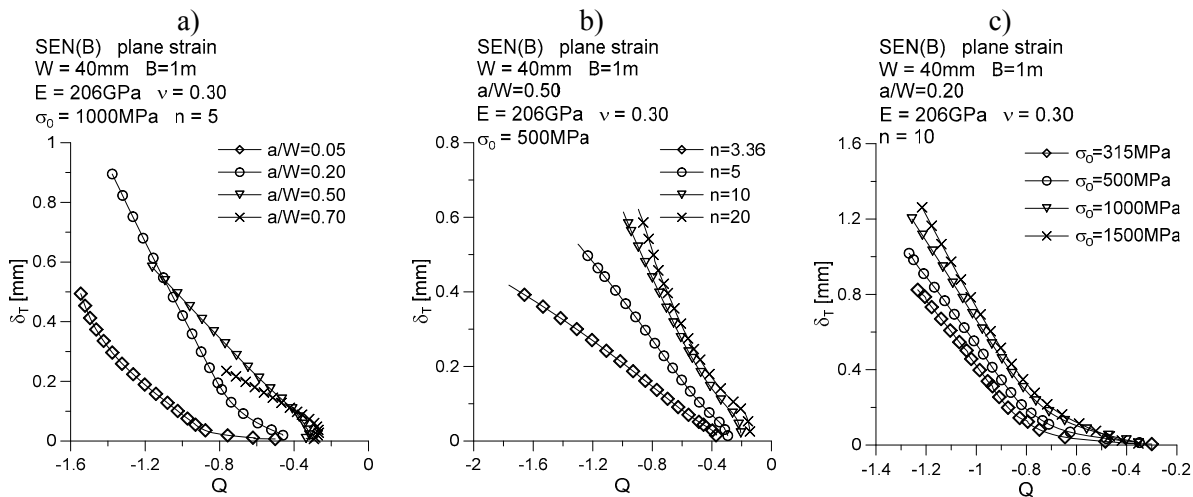 a)
SEN(B) plane strain
W = 40mm B=1m
E = 206GPa ν = 0.30
σ0 = 1000MPa n = 5
a/W=0.05
a/W=0.20
a/W=0.50
a/W=0.70
1
0.8
0.6
0.4
0.2
0
δT [mm]
-1.6 -1.2 -0.8 -0.4 0
Q
b)
SEN(B) plane strain
W = 40mm B=1m
a/W=0.50
E = 206GPa ν = 0.30
σ0 = 500MPa
n=3.36
n=5
n=10
n=20
0.8
0.6
0.4
0.2
0
δT [mm]
-2 -1.6 -1.2 -0.8 -0.4 0
Q
c)
SEN(B) plane strain
W = 40mm B=1m
a/W=0.20
E = 206GPa ν = 0.30
n = 10
σ0=315MPa
σ0=500MPa
σ0=1000MPa
σ0=1500MPa
1.6
1.2
0.8
0.4
0
δT [mm]
-1.4 -1.2 -1 -0.8 -0.6 -0.4 -0.2
Q